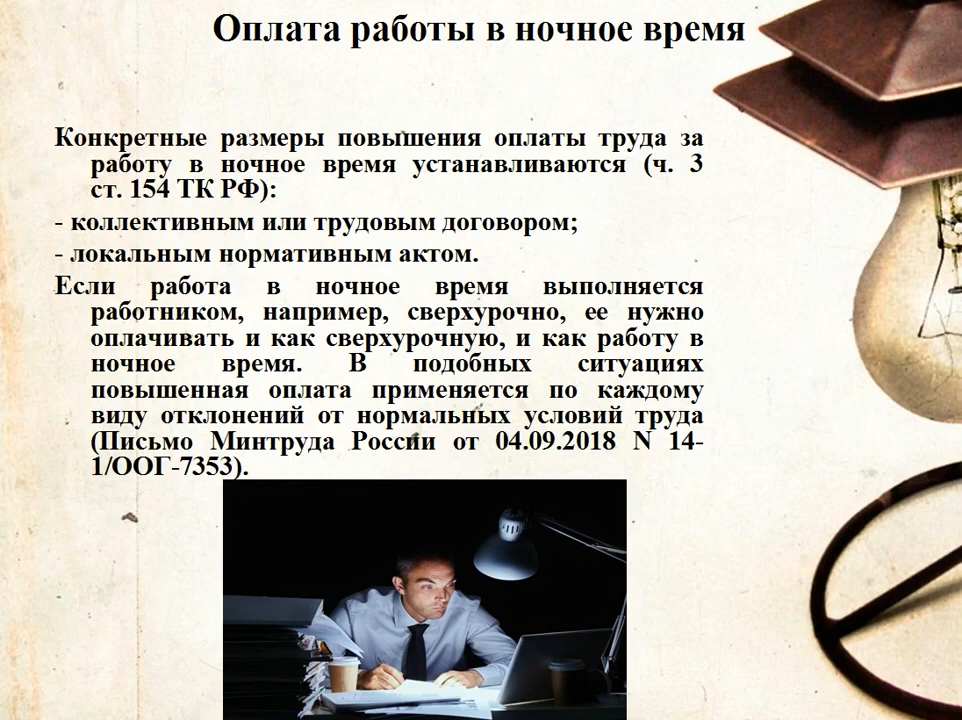 Оплата работы в ночное время
Конкретные размеры повышения оплаты труда за
работу в ночное время устанавливаются (ч. 3
ст. 154 ТК РФ):
- коллективным или трудовым договором;
- локальным нормативным актом.
Если работа в ночное время выполняется
работником, например, сверхурочно, ее нужно
оплачивать и как сверхурочную, и как работу в
ночное время. В подобных ситуациях
повышенная оплата применяется по каждому
виду отклонений от нормальных условий труда
(Письмо Минтруда России от 04.09.2018 N 14-
1/ООГ-7353).